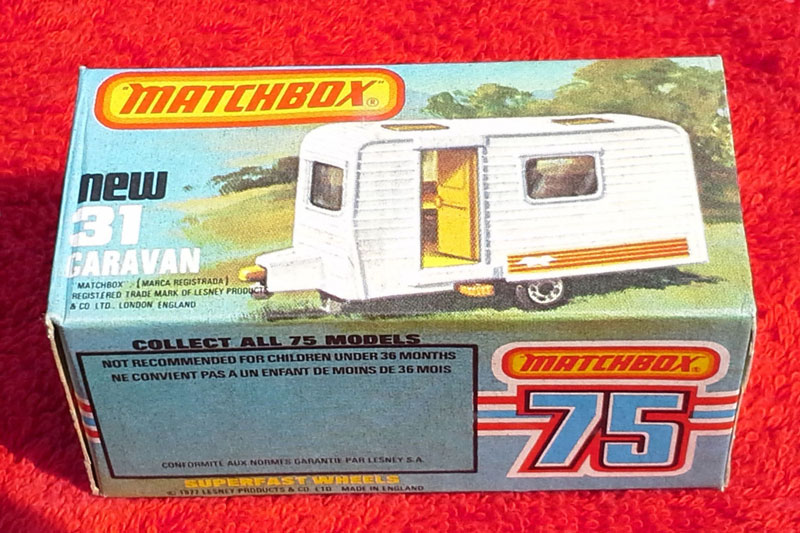 "MATCHBOX"®
new
31
CARAVAN
MATCHBOX . (MARCA REGISTRADA)
REGISTERED TRADE MARK OF LESNEY PRODUCTS
& CO LTD., LONDON ENGLAND
COLLECT ALL 75 MODELS
NOT RECOMMENDED FOR CHILDREN UNDER 36 MONTHS
NE CONVIENT PAS A UN ENFANT DE MOINS DE 36 MOIS
CONFORMITE AUX NORMES GARANTIE PAR LESNEY S.A.
SUPERFAST WHEELS
© 1977 LESNEY PRODUCTS & CO. LTD. MADE IN ENGLAND
"MATCHBOX"®
75